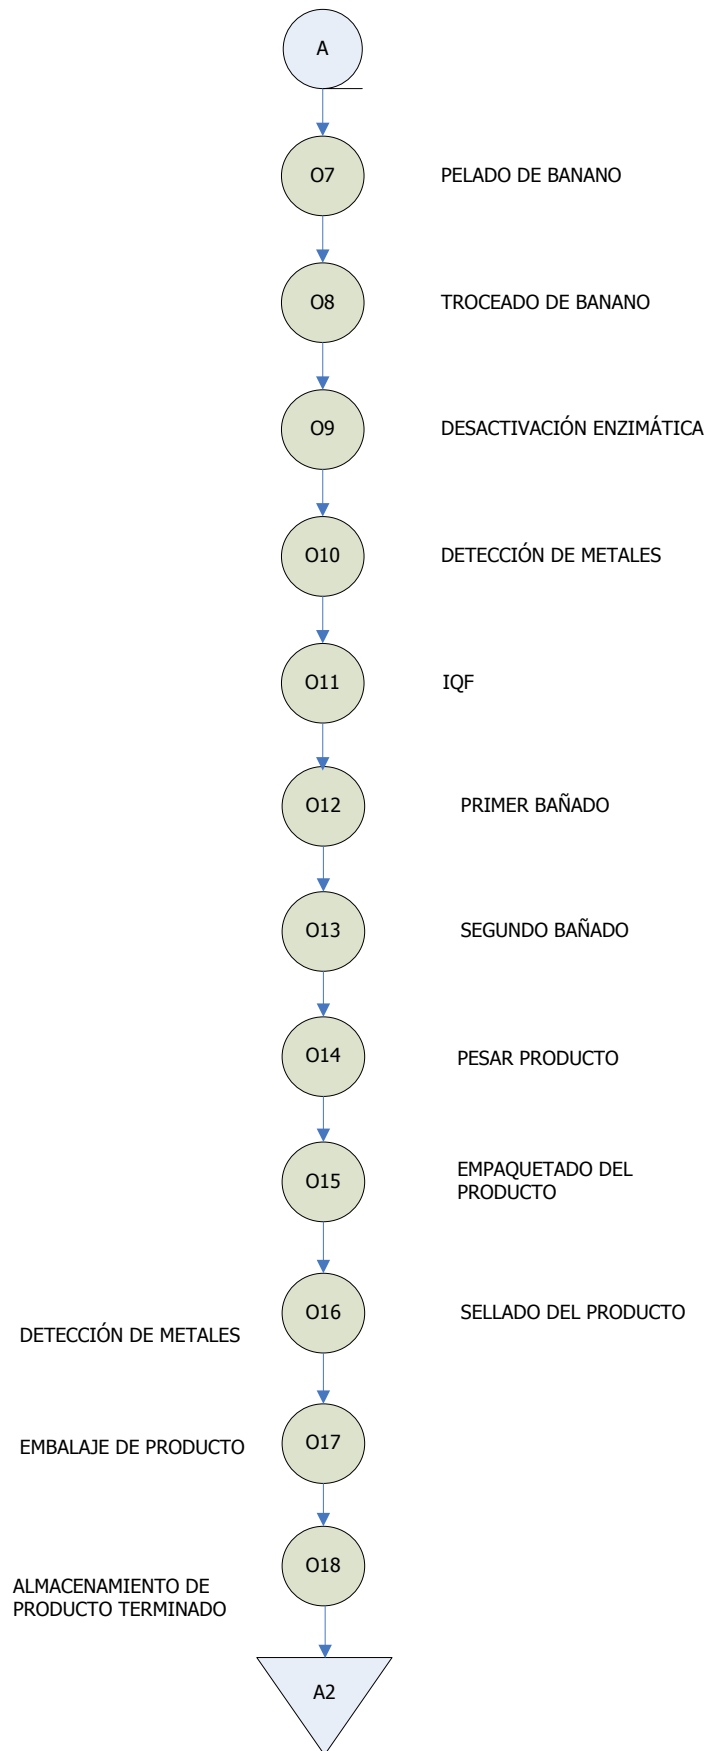 A
O7
PELADO DE BANANO
O8
TROCEADO DE BANANO
O9
DESACTIVACIÓN ENZIMÁTICA
O10
DETECCIÓN DE METALES
O11
IQF
O12
PRIMER BAÑADO
O13
SEGUNDO BAÑADO
O14
PESAR PRODUCTO
O15
EMPAQUETADO DEL
PRODUCTO
O16
SELLADO DEL PRODUCTO
DETECCIÓN DE METALES
O17
EMBALAJE DE PRODUCTO
O18
ALMACENAMIENTO DE
PRODUCTO TERMINADO
A2